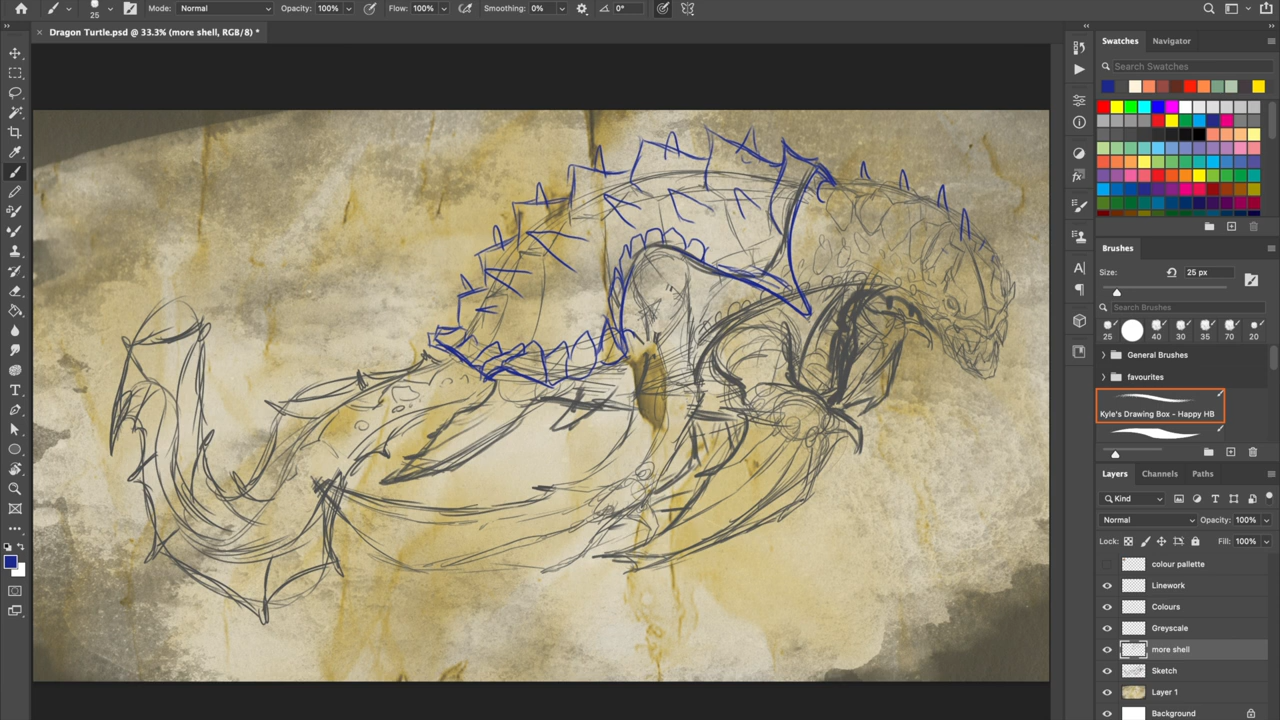 25 Mode: Normal Opacity: 100% Flow: 100% Smoothing: 0% 0°
Dragon Turtle.psd @ 33.3% (more shell, RGB/8) *
Swatches Navigator
Search Swatches
Brushes
Size: 25 px
Search Brushes
25 40 30 35 70 20
General Brushes
favourites
Kyle's Drawing Box - Happy HB
Layers Channels Paths
Kind
Normal Opacity: 100%
Lock: Fill: 100%
colour pallette
Linework
Colours
Greyscale
more shell
Sketch
Layer 1
Background